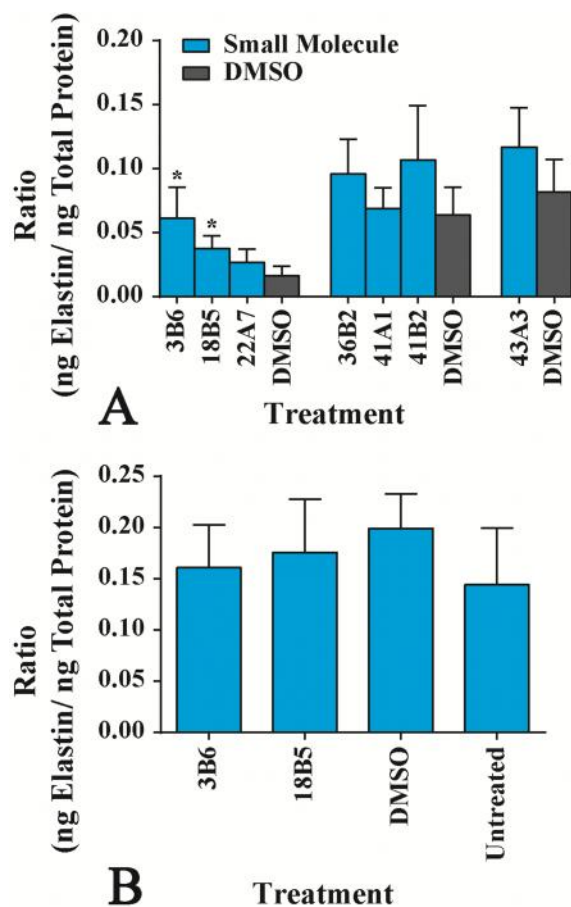 0.20
0.15
0.10
0.05
0.00
Ratio
(ng Elastin/ ng Total Protein)
Small Molecule
DMSO
*
*
3B6
18B5
22A7
DMSO
36B2
41A1
41B2
DMSO
43A3
DMSO
A
Treatment
0.25
0.20
0.15
0.10
0.05
0.00
Ratio
(ng Elastin/ ng Total Protein)
3B6
18B5
DMSO
Untreated
B
Treatment